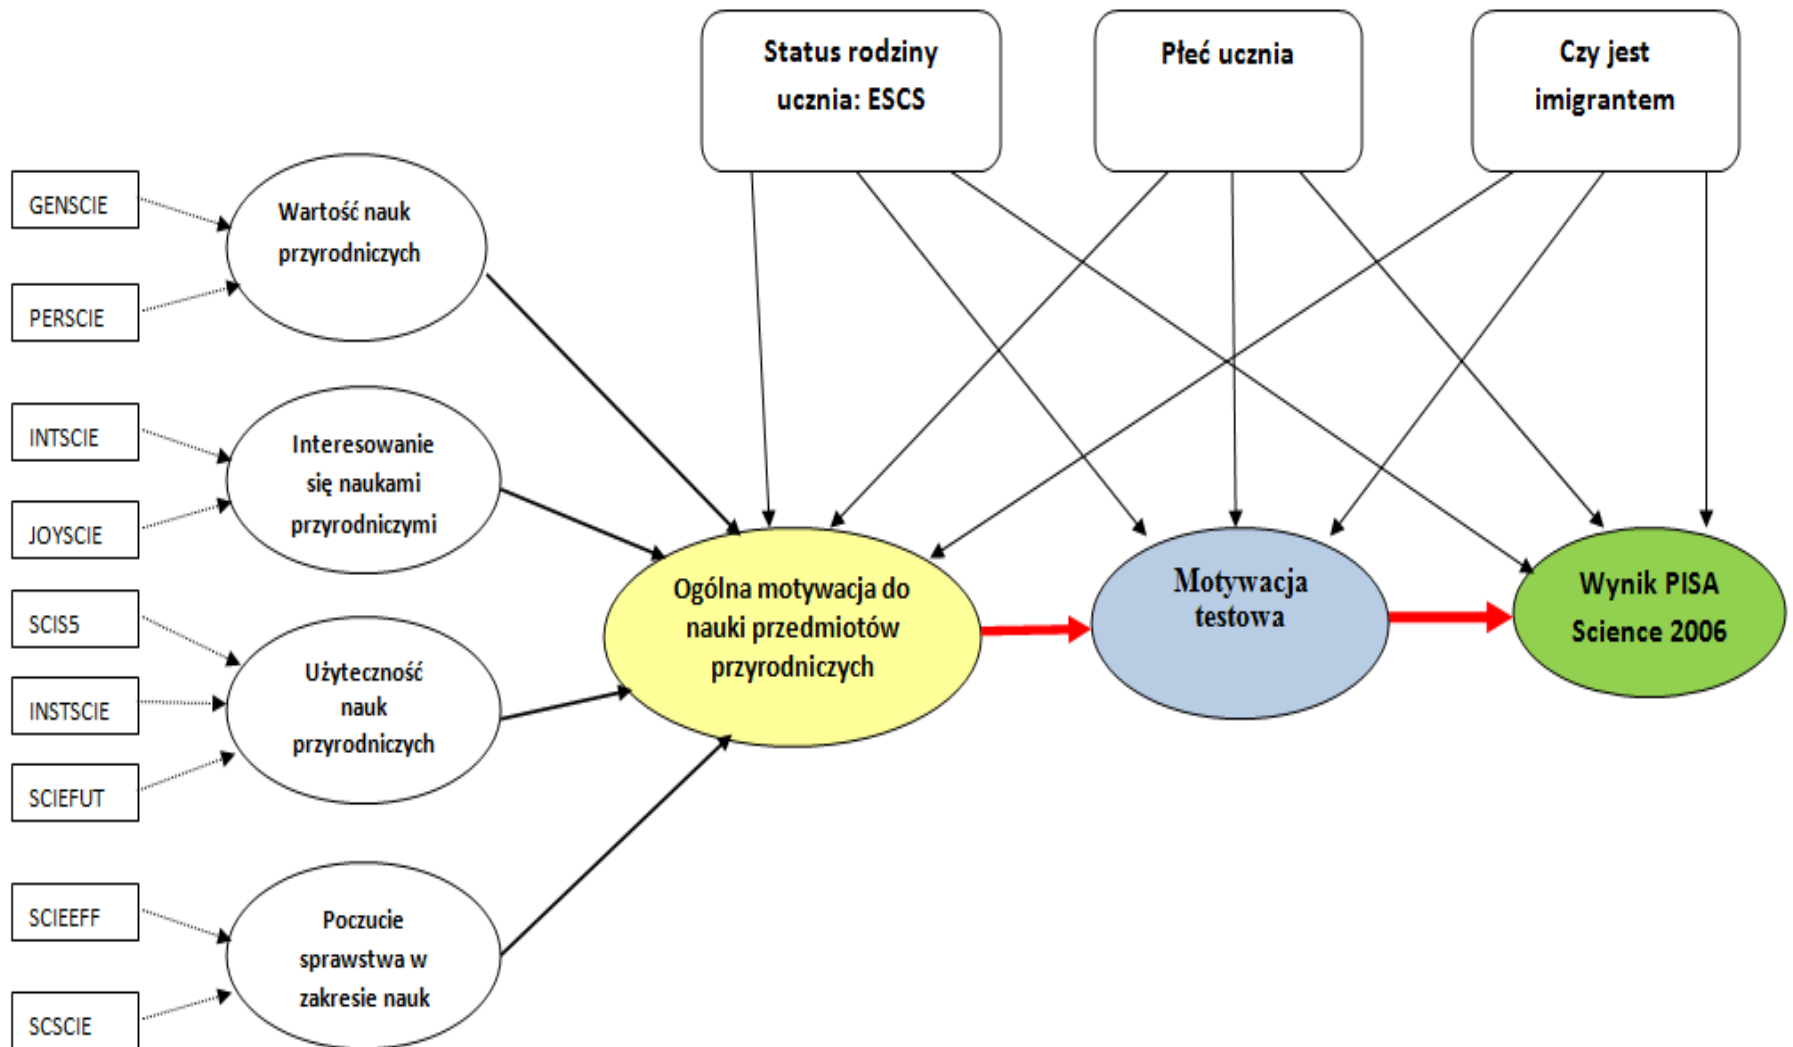 Status rodziny
ucznia: ESCS
Płeć ucznia
Czy jest
imigrantem
GENSCIE
PERSCIE
Wartość nauk
przyrodniczych
INTSCIE
JOYSCIE
Interesowanie
się naukami
przyrodniczymi
SCIS5
INSTSCIE
SCIEFUT
Użyteczność
nauk
przyrodniczych
SCIEEFF
SCSCIE
Poczucie
sprawstwa w
zakresie nauk
Ogólna motywacja do
nauki przedmiotów
przyrodniczych
Motywacja
testowa
Wynik PISA
Science 2006